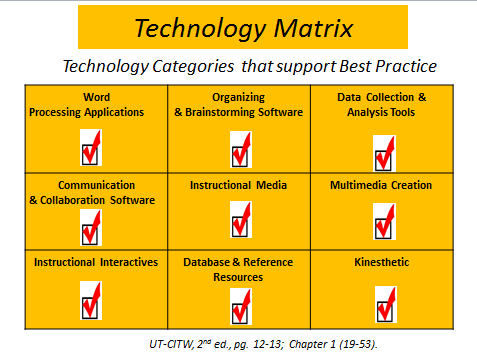 Technology Matrix
Technology Categories that support Best Practice
Word
Processing Applications
Organizing
& Brainstorming Software
Data Collection &
Analysis Tools
Communication
& Collaboration Software
Instructional Media
Multimedia Creation
Instructional Interactives
Database & Reference
Resources
Kinesthetic
UT-CITW, 2nd ed., pg. 12-13; Chapter 1 (19-53).